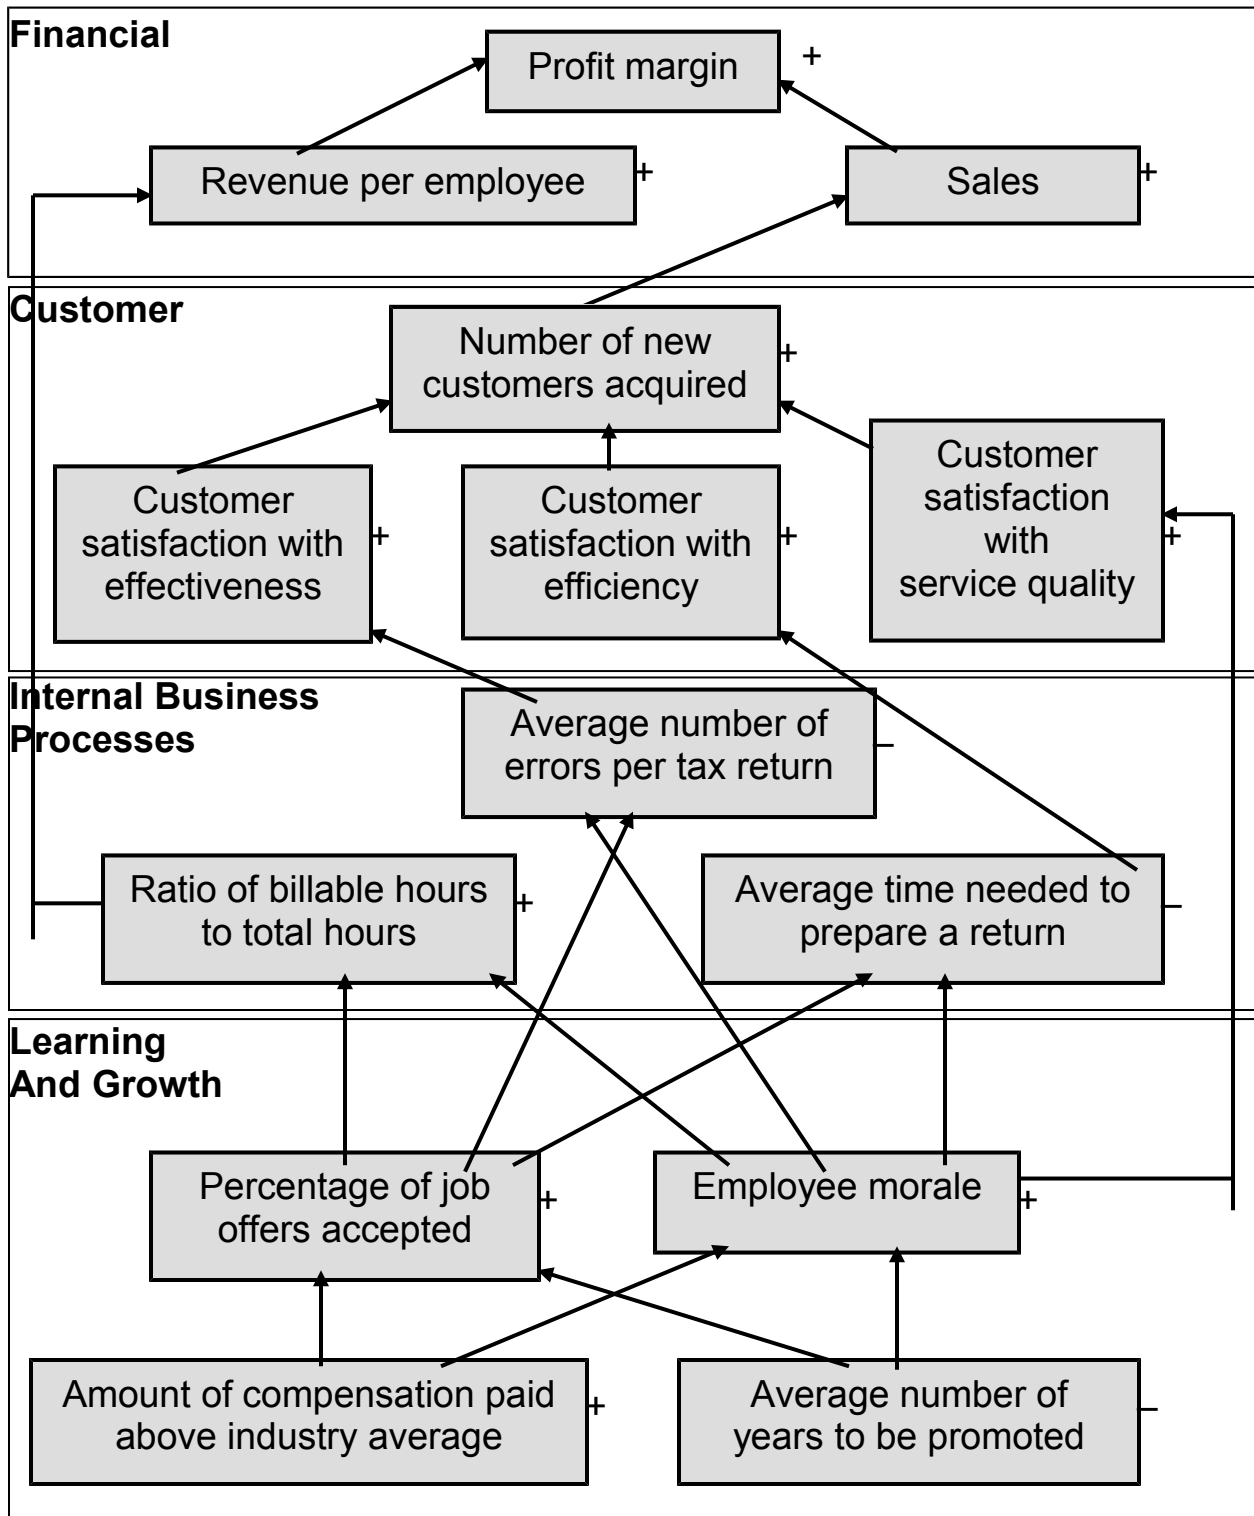 Financial
Profit margin
+
Revenue per employee
+
Sales
+
Customer
Number of new
customers acquired
+
Customer
satisfaction with
effectiveness
+
Customer
satisfaction with
efficiency
+
Customer
satisfaction
with
service quality
+
Internal Business
Processes
Average number of
errors per tax return
–
Ratio of billable hours
to total hours
+
Average time needed to
prepare a return
–
Learning
And Growth
Percentage of job
offers accepted
+
Employee morale
+
Amount of compensation paid
above industry average
+
Average number of
years to be promoted
–